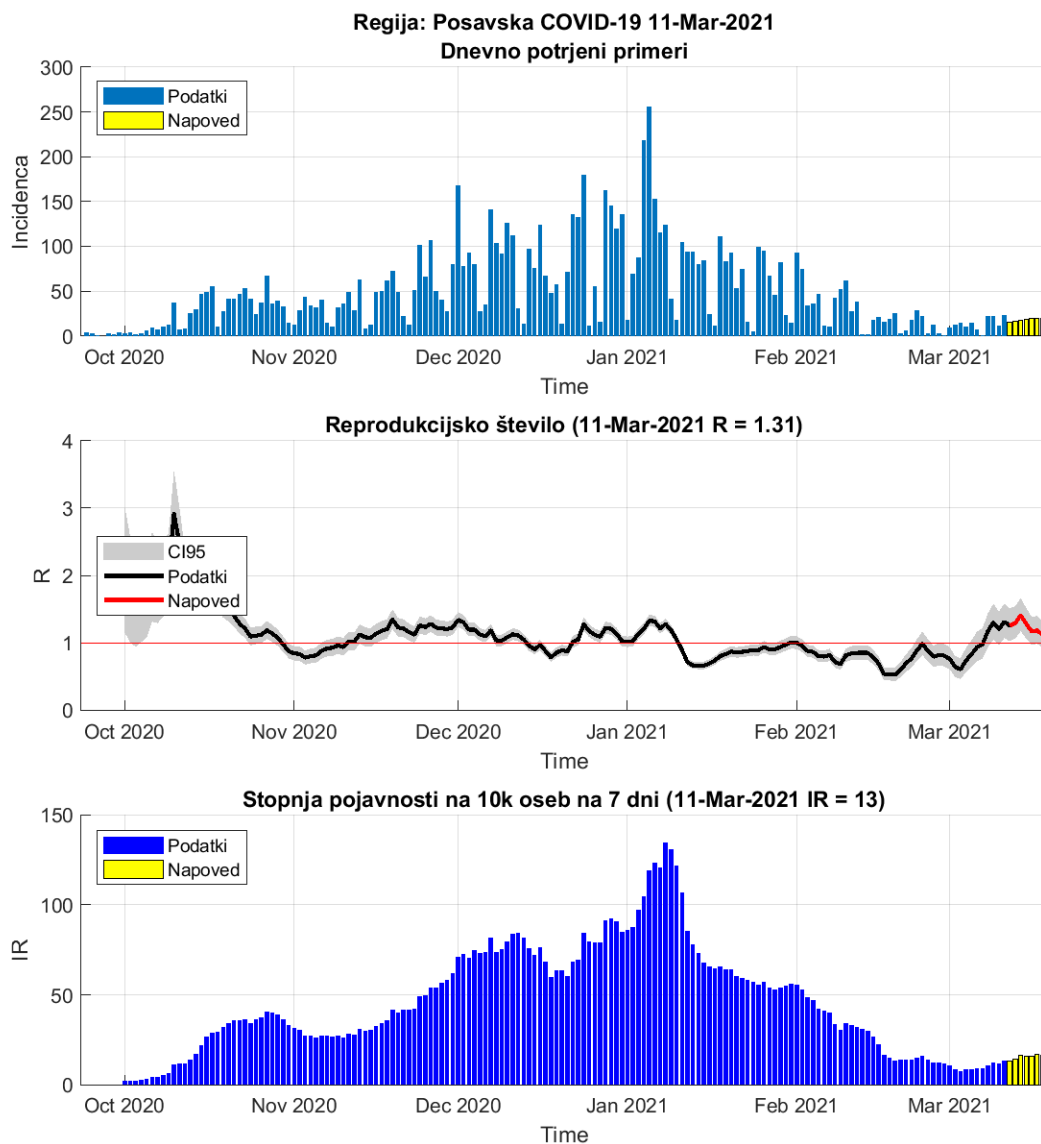 Regija: Posavska COVID-19 11-Mar-2021
Dnevno potrjeni primeri
300
250
200
150
100
50
0
Incidenca
Podatki
Napoved
Oct 2020 Nov 2020 Dec 2020 Jan 2021 Feb 2021 Mar 2021
Time
Reprodukcijsko število (11-Mar-2021 R = 1.31)
4
3
2
1
0
R
CI95
Podatki
Napoved
Oct 2020 Nov 2020 Dec 2020 Jan 2021 Feb 2021 Mar 2021
Time
Stopnja pojavnosti na 10k oseb na 7 dni (11-Mar-2021 IR = 13)
150
100
50
0
IR
Podatki
Napoved
Oct 2020 Nov 2020 Dec 2020 Jan 2021 Feb 2021 Mar 2021
Time